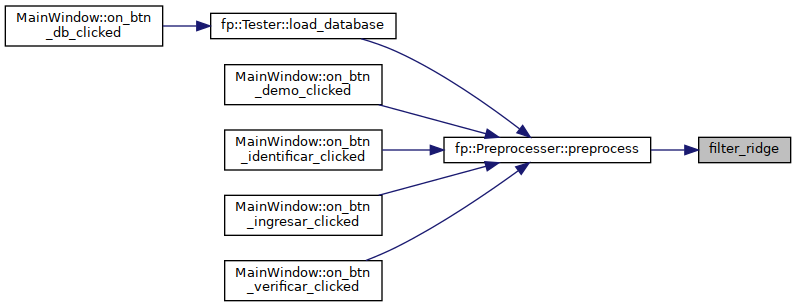 MainWindow::on_btn
_db_clicked
fp::Tester::load_database
MainWindow::on_btn
_demo_clicked
MainWindow::on_btn
_identificar_clicked
MainWindow::on_btn
_ingresar_clicked
MainWindow::on_btn
_verificar_clicked
fp::Preprocesser::preprocess
filter_ridge